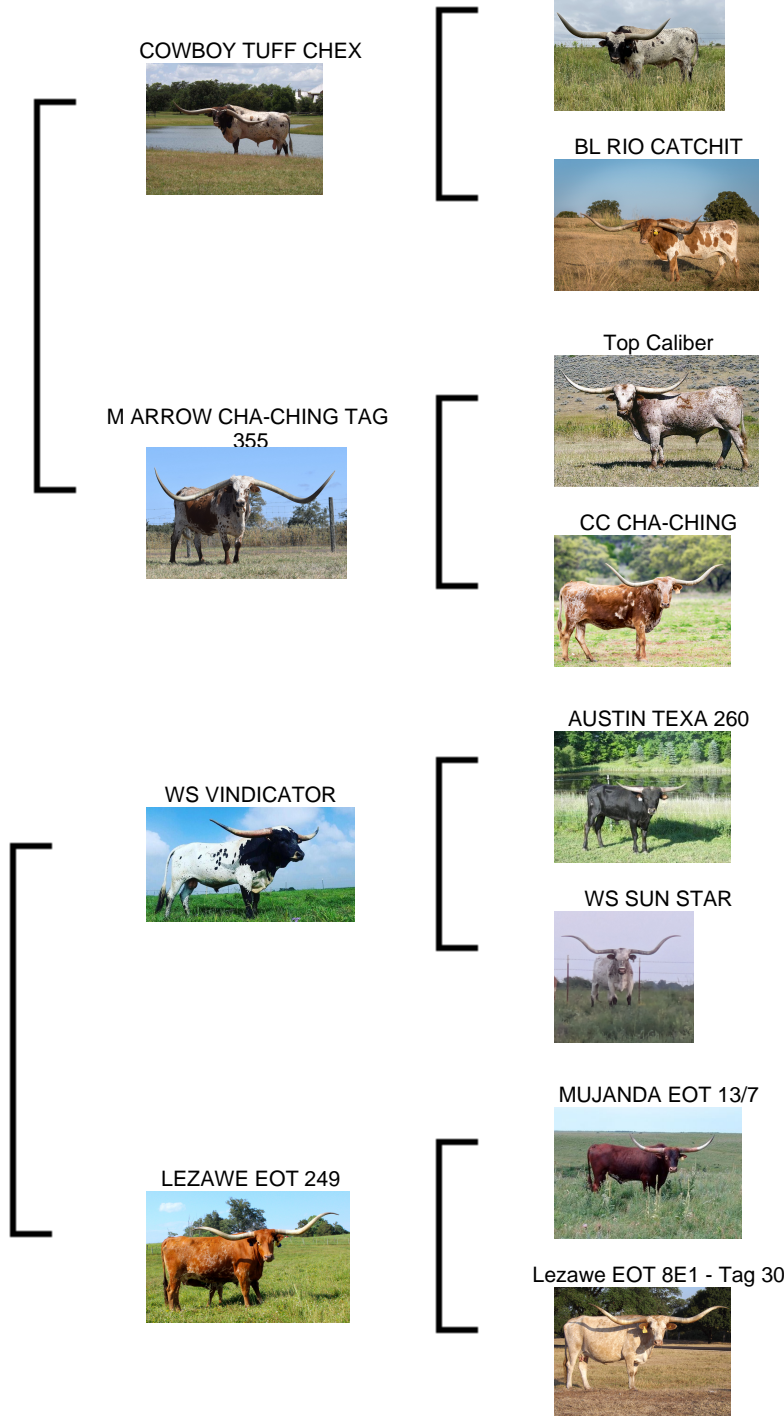 COWBOY TUFF CHEX
BL RIO CATCHIT
Top Caliber
M ARROW CHA-CHING TAG
355
CC CHA-CHING
AUSTIN TEXA 260
WS VINDICATOR
WS SUN STAR
MUJANDA EOT 13/7
LEZAWE EOT 249
Lezawe EOT 8E1 - Tag 30